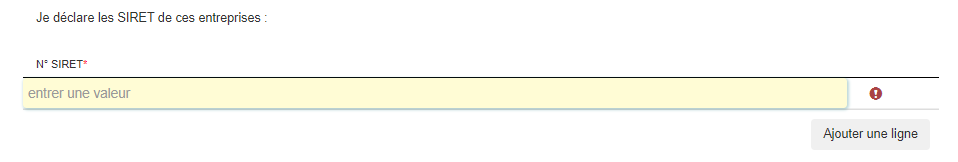 Je déclare les SIRET de ces entreprises :
N° SIRET*
entrer une valeur
Ajouter une ligne